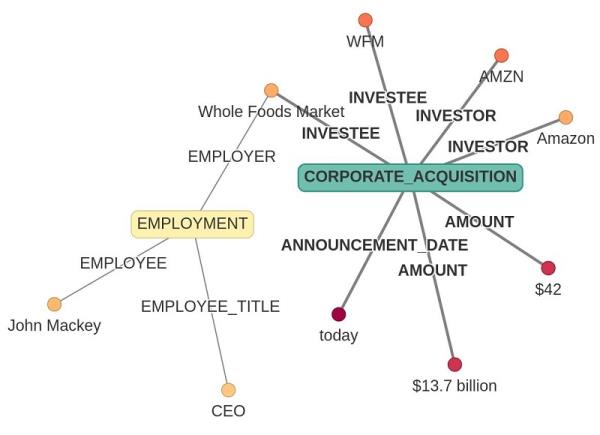 WFM
AMZN
INVESTEE
Whole Foods Market
INVESTOR
INVESTEE
Amazon
INVESTOR
EMPLOYER
CORPORATE_ACQUISITION
EMPLOYMENT
AMOUNT
ANNOUNCEMENT_DATE
EMPLOYEE
AMOUNT
$42
EMPLOYEE_TITLE
John Mackey
today
$13.7 billion
CEO